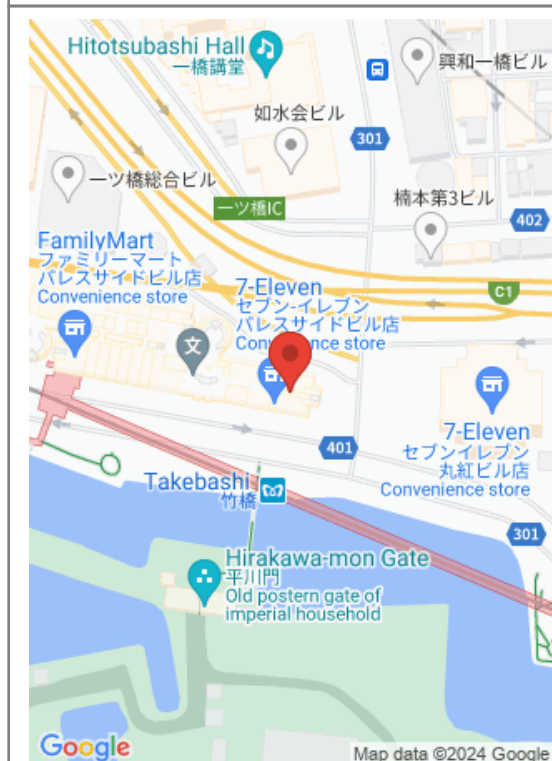 Hitotsubashi Hall
一橋講堂
興和一橋ビル
如水会ビル
301
一ツ橋総合ビル
一ツ橋IC
楠本第3ビル
402
FamilyMart
ファミリーマート
パレスサイドビル店
Convenience store
7-Eleven
セブン-イレブン
パレスサイドビル店
Convenience store
C1
文
401
7-Eleven
セブンイレブン
丸紅ビル店
Convenience store
Takebashi
竹橋
301
Hirakawa-mon Gate
平川門
Old postern gate of
imperial household
Google
Map data ©2024 Google